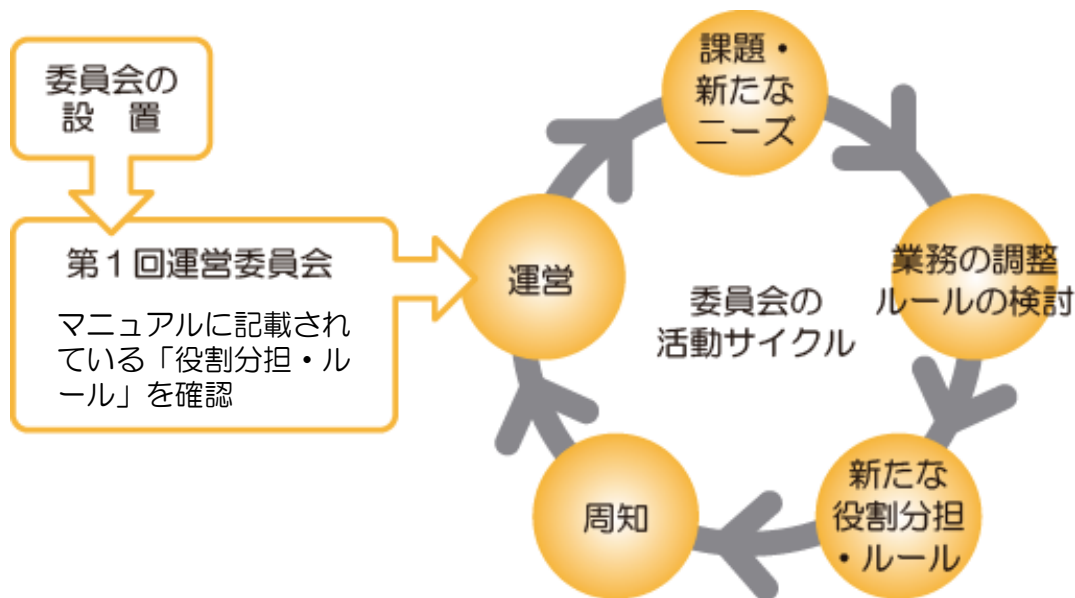 委員会の
設 置
第1回運営委員会
マニュアルに記載され
ている「役割分担・ル
ール」を確認
運営
課題・
新たな
ニーズ
業務の調整
ルールの検討
新たな
役割分担
・ルール
周知
委員会の
活動サイクル